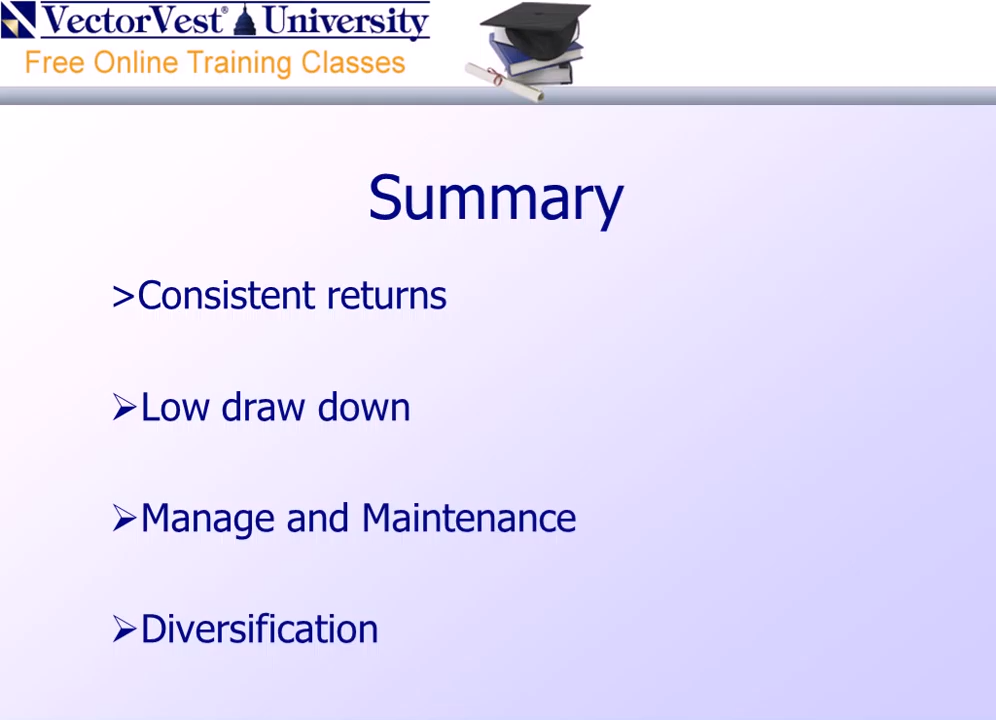 VectorVest® University
Free Online Training Classes
Summary
>Consistent returns
➢Low draw down
➢Manage and Maintenance
➢Diversification